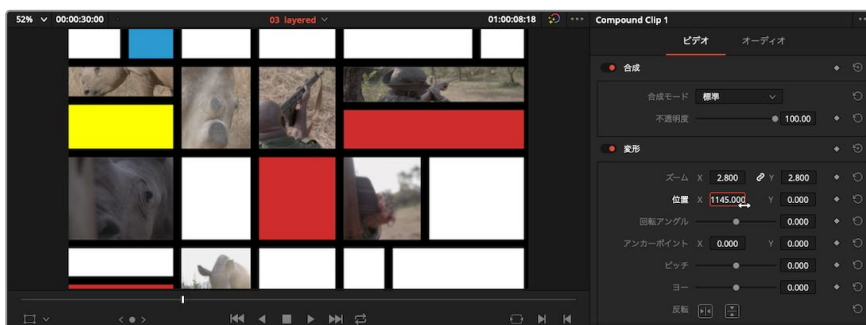 52% 00:00:30:00 03 layered 01:00:08:18 Compound Clip 1
ビデオ オーディオ
合成
合成モード 標準
不透明度 100.00
変形
ズーム X 2.800 Y 2.800
位置 X 1145.000 Y 0.000
回転アングル 0.000
アンカーポイント X 0.000 Y 0.000
ピッチ 0.000
ヨー 0.000
反転